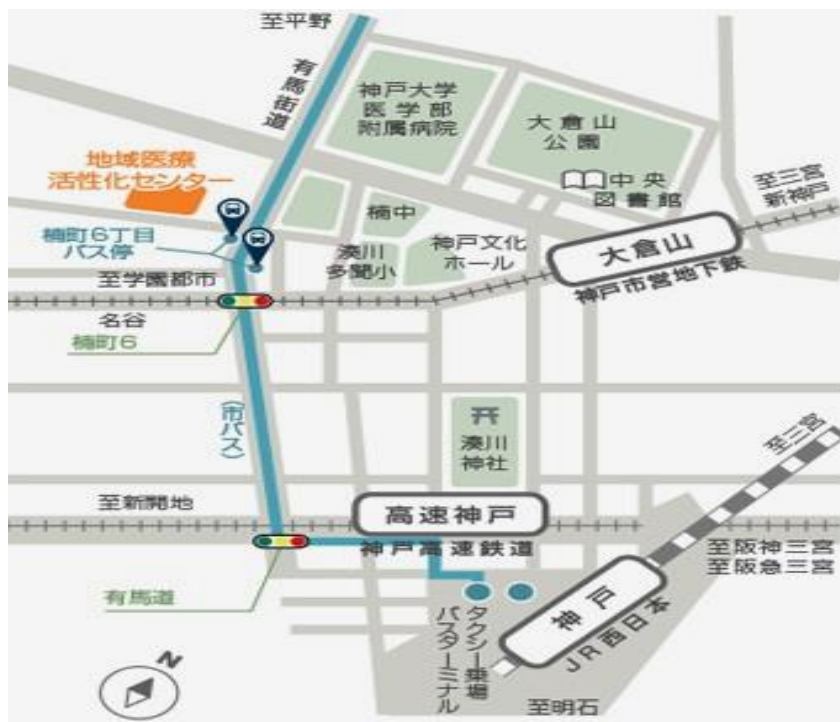 至平野
有馬街道
神戸大学
医学部
附属病院
大倉山
公園
地域医療
活性化センター
中央
図書館
至三宮
新神戸
楠中
楠町6丁目
バス停
湊川
多聞小
神戸文化
ホール
大倉山
神戸市営地下鉄
至学園都市
名谷
楠町6
(市バス)
湊川
神社
至三宮
至新開地
高速神戸
神戸高速鉄道
至阪神三宮
至阪急三宮
有馬道
神戸
JR西日本
タクシー乗場
バスターミナル
N
至明石